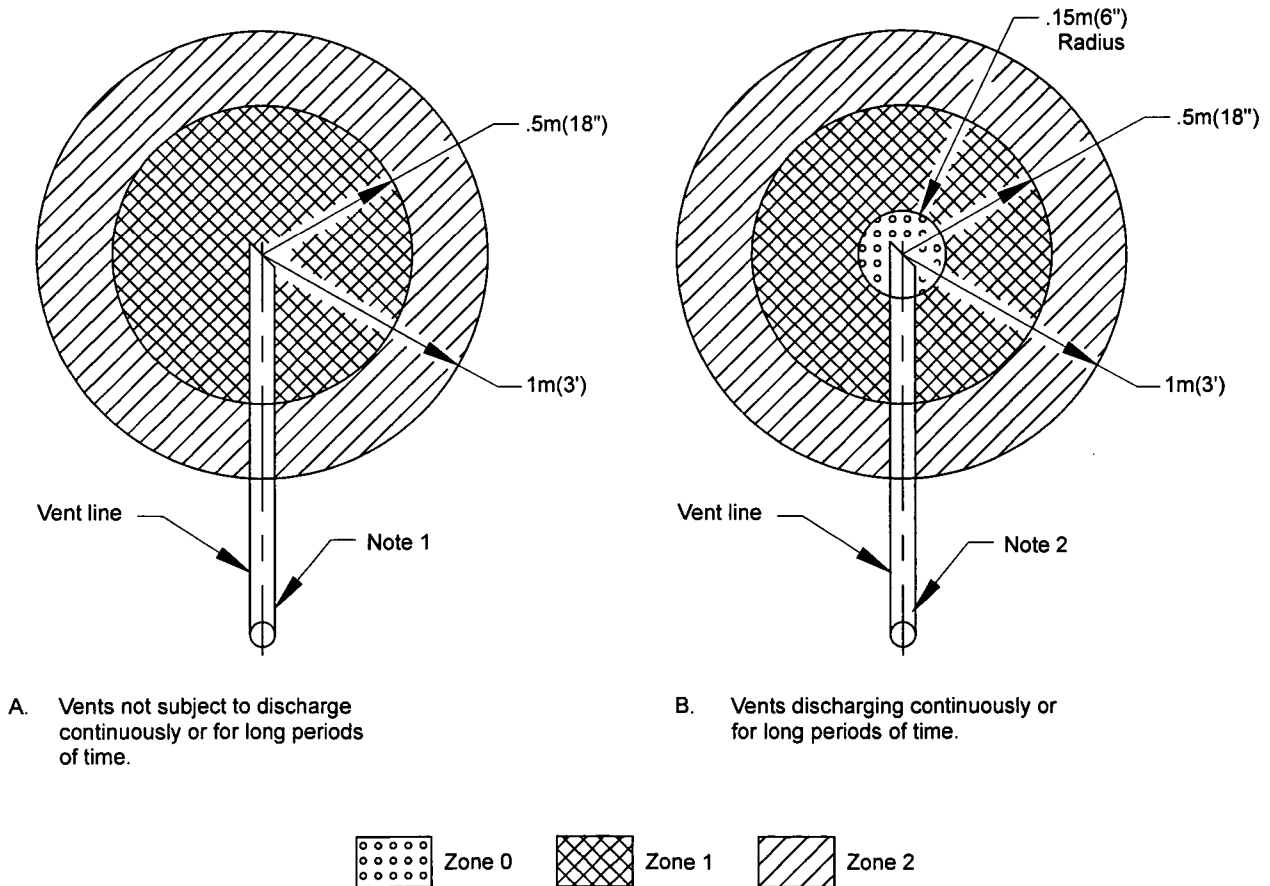 .5m(18")
1m(3')
Vent line
Note 1
.15m(6")
Radius
.5m(18")
1m(3')
Vent line
Note 2
A. Vents not subject to discharge
continuously or for long periods
of time.
B. Vents discharging continuously or
for long periods of time.
Zone 0
Zone 1
Zone 2